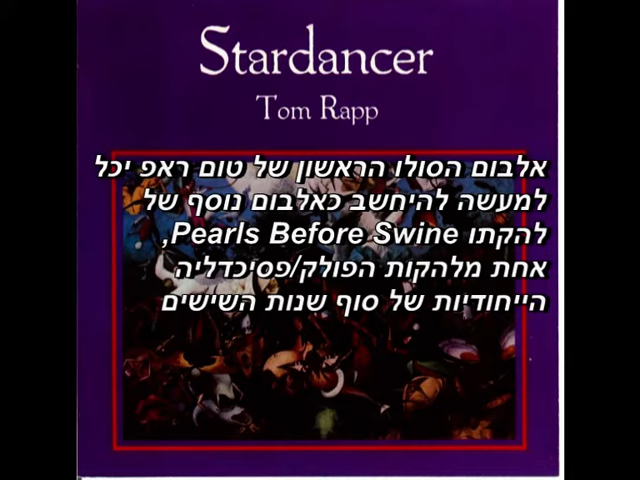 Stardancer
Tom Rapp
אלבום הסולו הראשון של טום ראפ יכל
למעשה להיחשב כאלבום נוסף של
להקתו Pearls Before Swine,
אחת מלהקות הפולק/פסיכדליה
הייחודיות של סוף שנות השישים